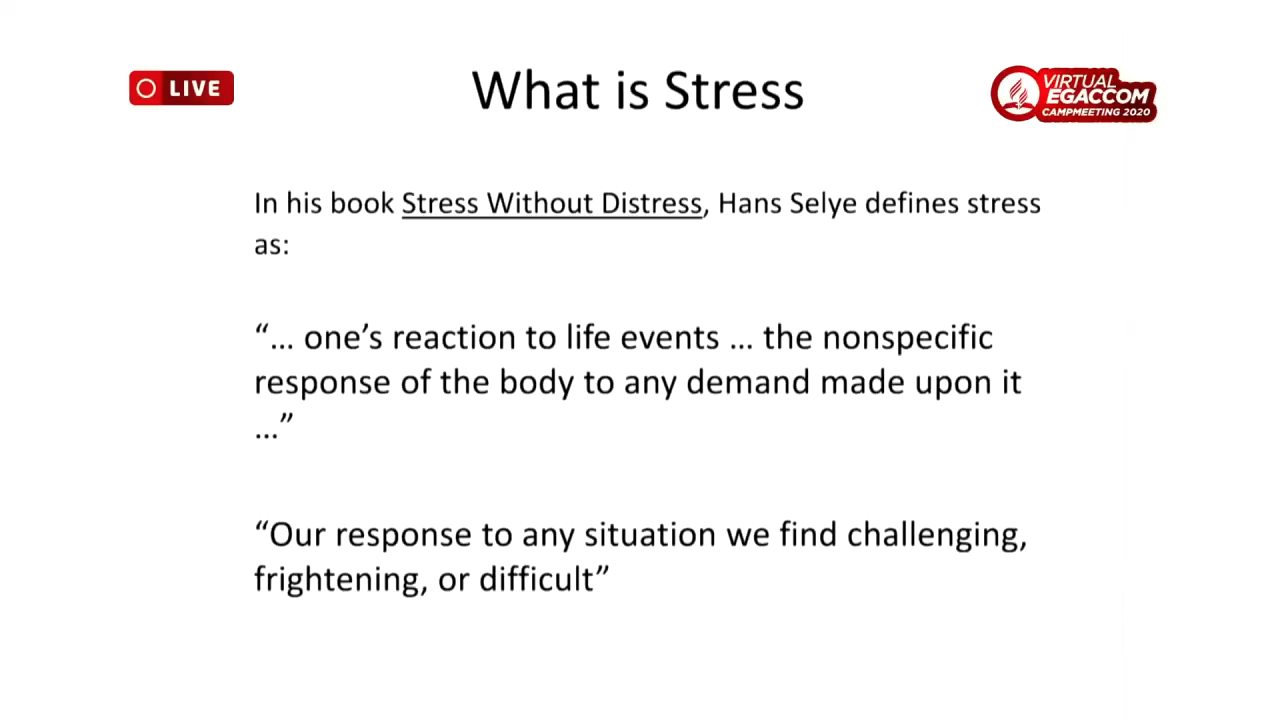 LIVE
What is Stress
VIRTUAL
EGACCOM
CAMPMEETING 2020
In his book Stress Without Distress, Hans Selye defines stress
as:
“… one’s reaction to life events … the nonspecific
response of the body to any demand made upon it
…”
“Our response to any situation we find challenging,
frightening, or difficult”